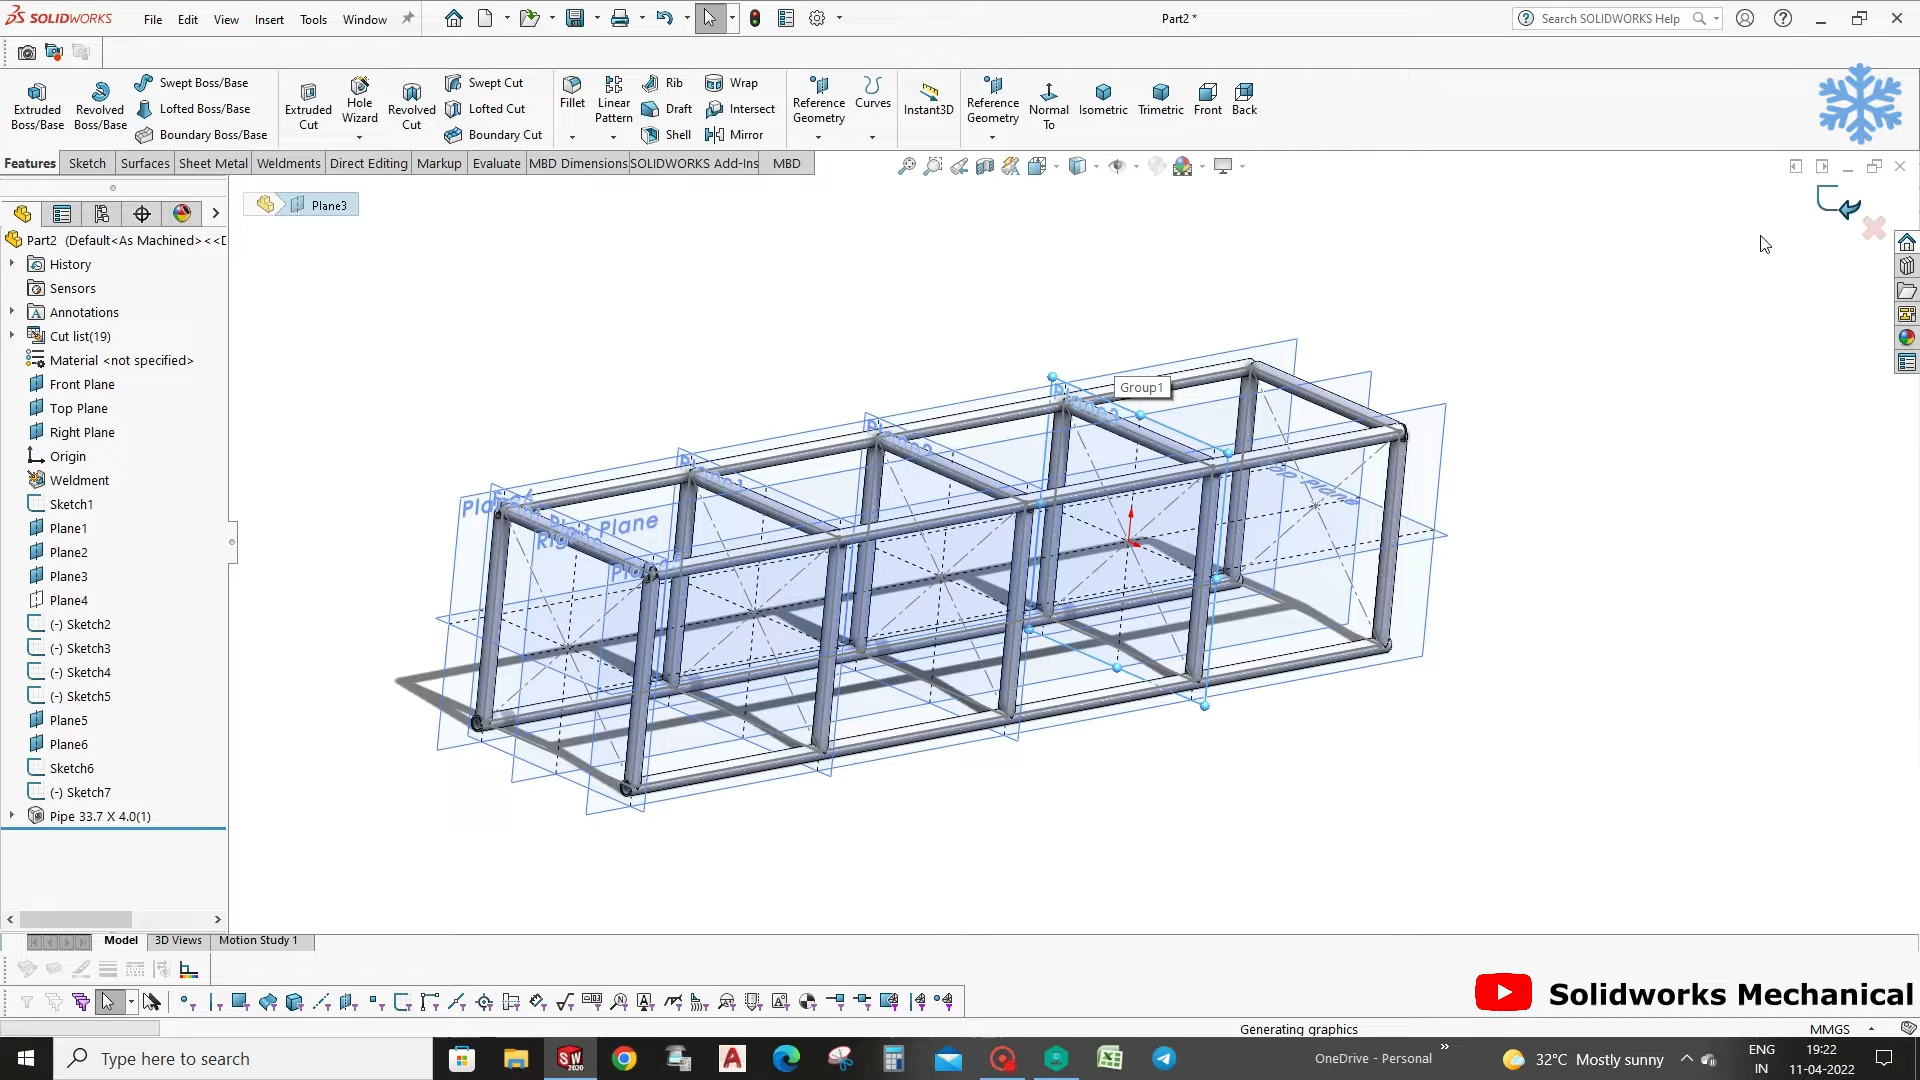 SOLIDWORKS File Edit View Insert Tools Window Part2 * Search SOLIDWORKS Help
Extruded Boss/Base
Revolved Boss/Base
Swept Boss/Base
Lofted Boss/Base
Boundary Boss/Base
Extruded Cut
Hole Wizard
Revolved Cut
Swept Cut
Lofted Cut
Boundary Cut
Fillet
Linear Pattern
Rib
Draft
Shell
Wrap
Intersect
Mirror
Reference Geometry
Curves
Instant3D
Reference Geometry
Normal To
Isometric
Trimetric
Front
Back
Features Sketch Surfaces Sheet Metal Weldments Direct Editing Markup Evaluate MBD Dimensions SOLIDWORKS Add-Ins MBD
Plane3
Part2 (Default<As Machined><<D
History
Sensors
Annotations
Cut list(19)
Material <not specified>
Front Plane
Top Plane
Right Plane
Origin
Weldment
Sketch1
Plane1
Plane2
Plane3
Plane4
(-) Sketch2
(-) Sketch3
(-) Sketch4
(-) Sketch5
Plane5
Plane6
Sketch6
(-) Sketch7
Pipe 33.7 X 4.0(1)
Group1
Plane3
Plane2
Plane1
Right Plane
Model 3D Views Motion Study 1
Solidworks Mechanical
Generating graphics MMGS
Type here to search
SW
2020
OneDrive - Personal
32°C Mostly sunny
ENG
IN
19:22
11-04-2022